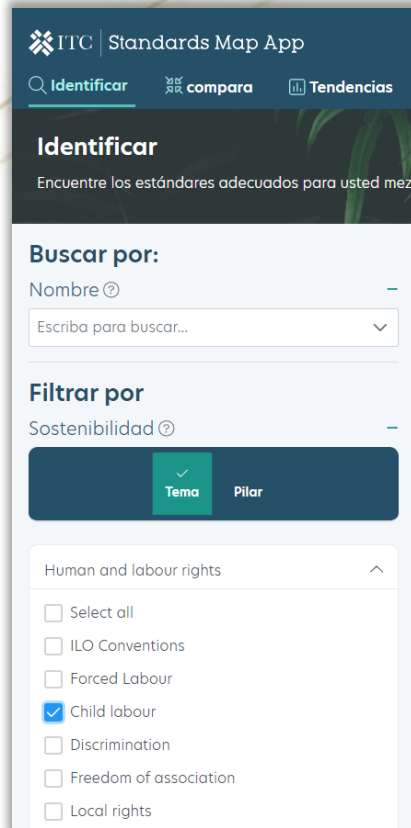 ITC | Standards Map App
Identificar compara Tendencias
Identificar
Encuentre los estándares adecuados para usted mez
Buscar por:
Nombre
Escriba para buscar...
Filtrar por
Sostenibilidad
Tema Pilar
Human and labour rights
Select all
ILO Conventions
Forced Labour
Child labour
Discrimination
Freedom of association
Local rights